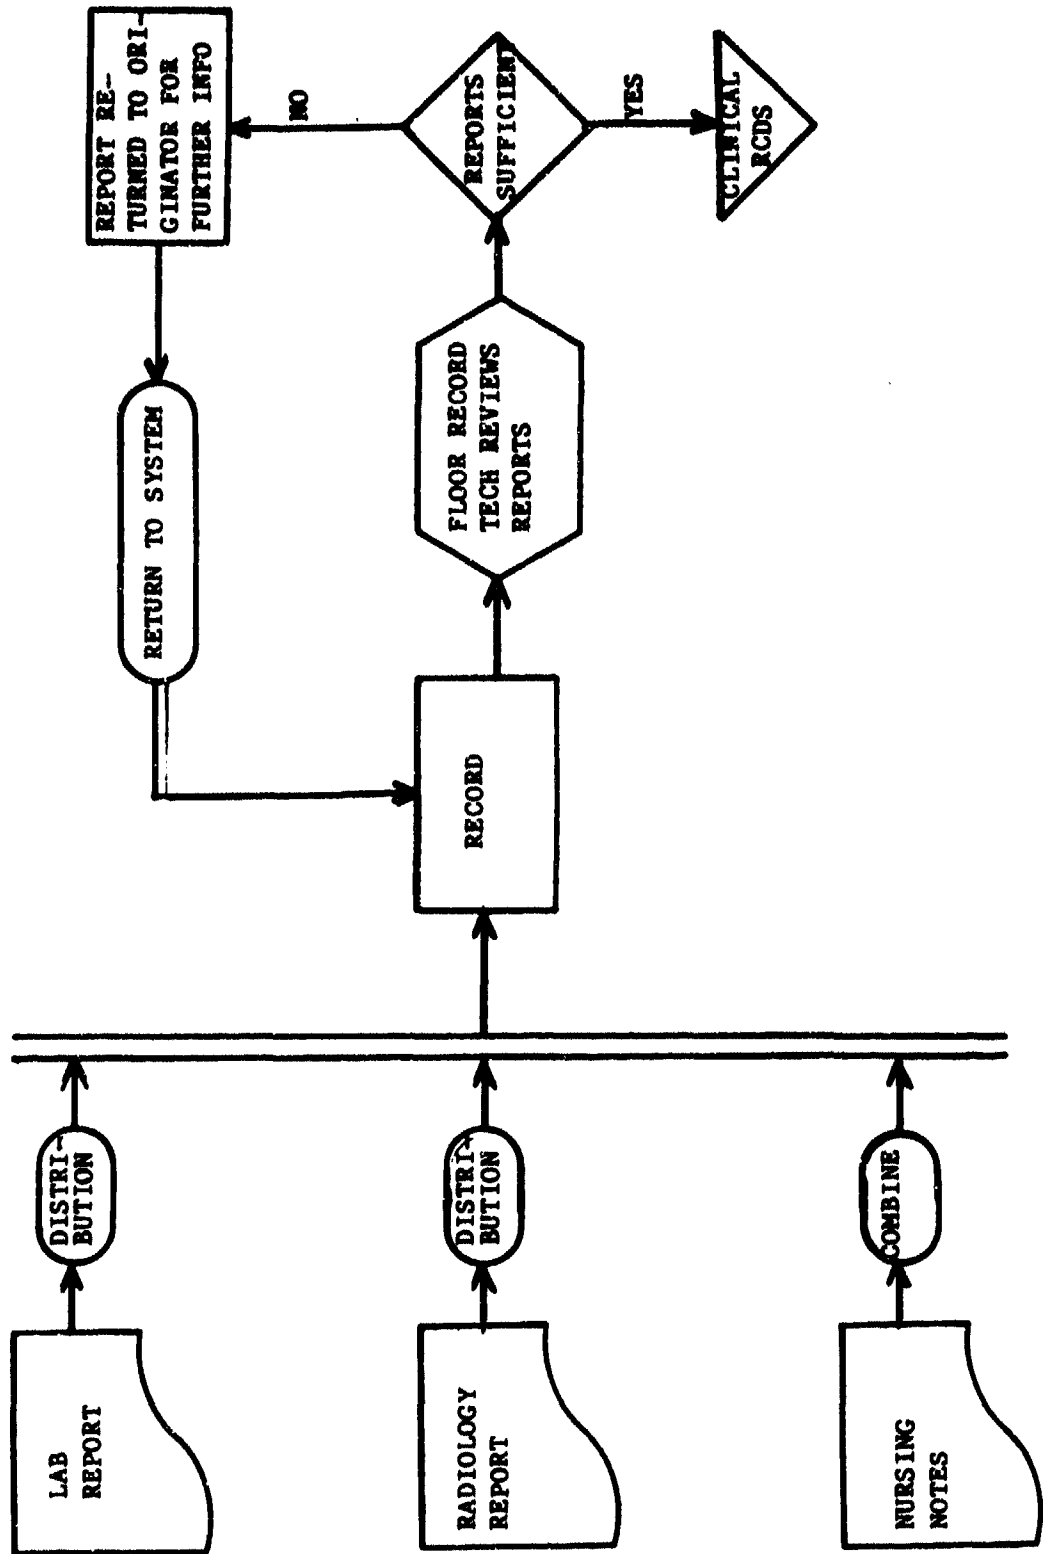 LAB
REPORT
DISTRI-
BUTION
RADIOLOGY
REPORT
DISTRI-
BUTION
NURSING
NOTES
COMBINE
RECORD
FLOOR RECORD
TECH REVIEWS
REPORTS
REPORTS
SUFFICIENT
NO
REPORT RE-
TURNED TO ORI-
GINATOR FOR
FURTHER INFO
RETURN TO SYSTEM
YES
CLINICAL
RCDS